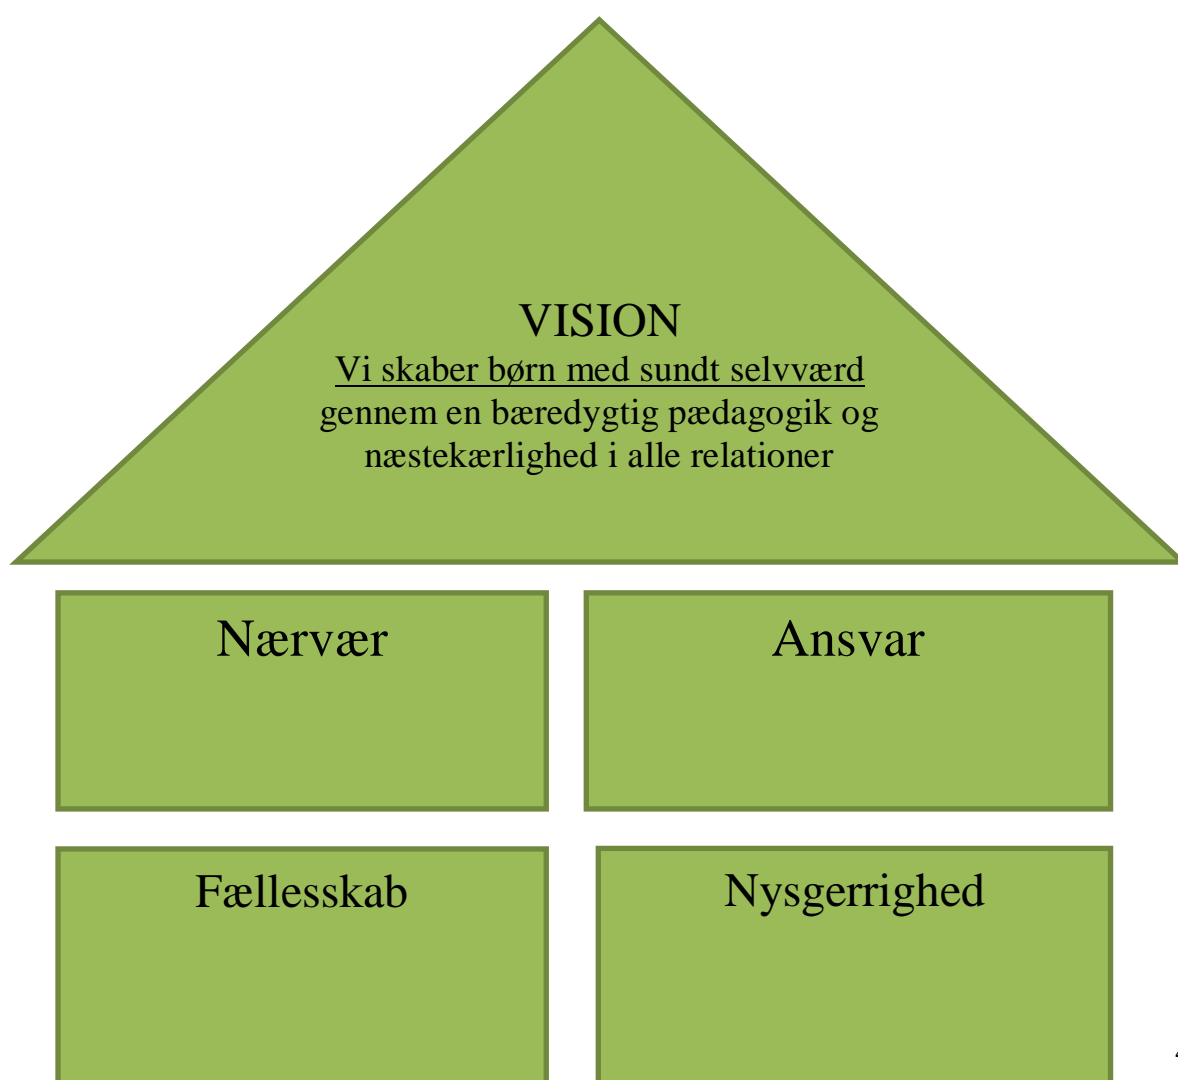 VISION
Vi skaber børn med sundt selvværd
gennem en bæredygtig pædagogik og
næstekærlighed i alle relationer
Nærvær
Ansvar
Fællesskab
Nysgerrighed